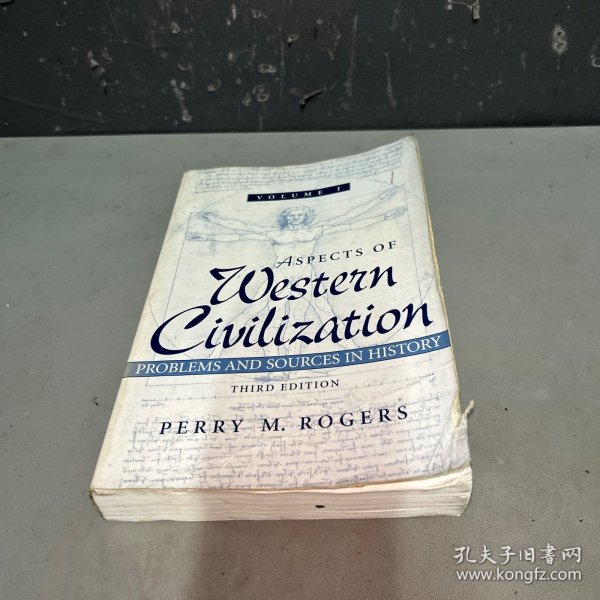 VOLUME I
ASPECTS OF
Western
Civilization
PROBLEMS AND SOURCES IN HISTORY
THIRD EDITION
PERRY M. ROGERS
孔夫子旧书网
www.kongfz.com